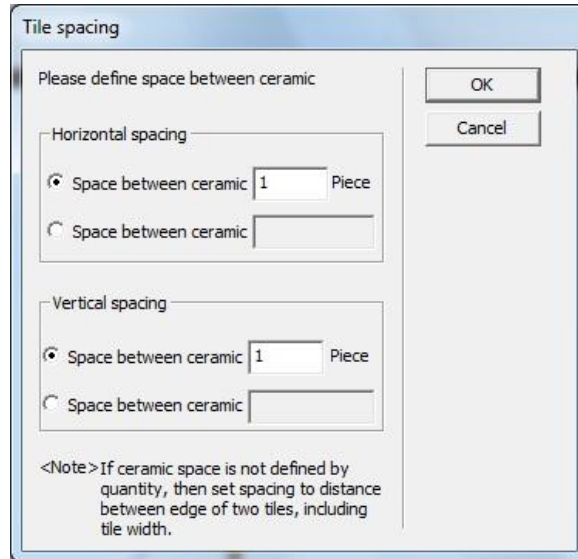 Tile spacing
Please define space between ceramic
OK
Cancel
Horizontal spacing
Space between ceramic 1 Piece
Space between ceramic
Vertical spacing
Space between ceramic 1 Piece
Space between ceramic
<Note>If ceramic space is not defined by
quantity, then set spacing to distance
between edge of two tiles, including
tile width.